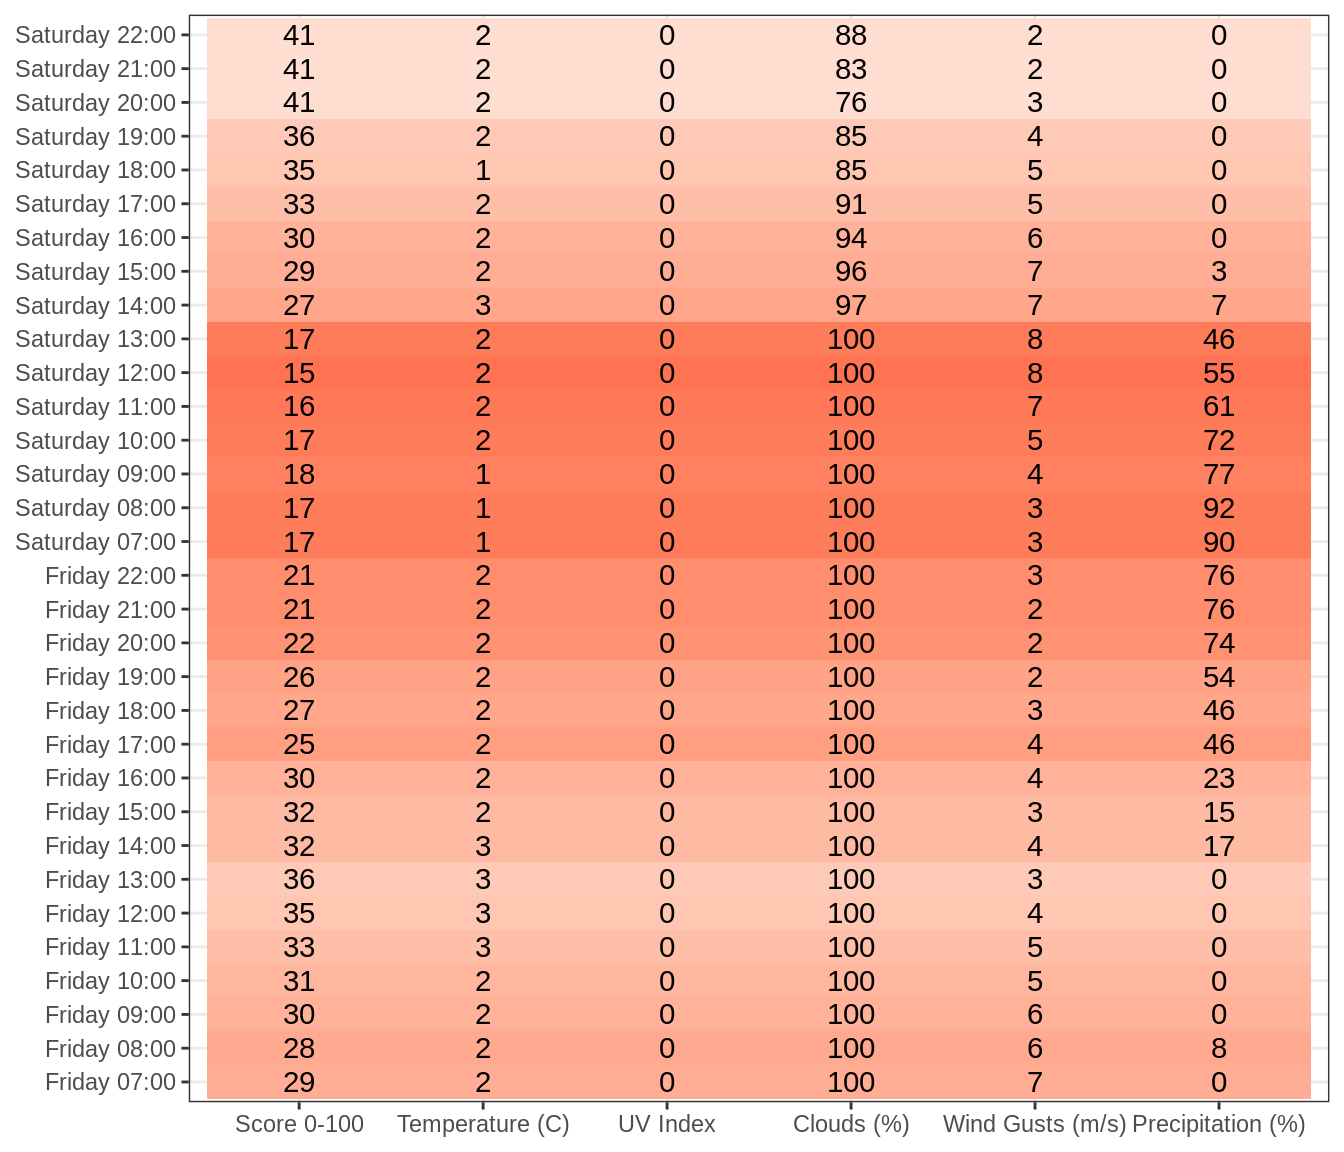 Saturday 22:00 41 2 0 88 2 0
Saturday 21:00 41 2 0 83 2 0
Saturday 20:00 41 2 0 76 3 0
Saturday 19:00 36 2 0 85 4 0
Saturday 18:00 35 1 0 85 5 0
Saturday 17:00 33 2 0 91 5 0
Saturday 16:00 30 2 0 94 6 0
Saturday 15:00 29 2 0 96 7 3
Saturday 14:00 27 3 0 97 7 7
Saturday 13:00 17 2 0 100 8 46
Saturday 12:00 15 2 0 100 8 55
Saturday 11:00 16 2 0 100 7 61
Saturday 10:00 17 2 0 100 5 72
Saturday 09:00 18 1 0 100 4 77
Saturday 08:00 17 1 0 100 3 92
Saturday 07:00 17 1 0 100 3 90
Friday 22:00 21 2 0 100 3 76
Friday 21:00 21 2 0 100 2 76
Friday 20:00 22 2 0 100 2 74
Friday 19:00 26 2 0 100 2 54
Friday 18:00 27 2 0 100 3 46
Friday 17:00 25 2 0 100 4 46
Friday 16:00 30 2 0 100 4 23
Friday 15:00 32 2 0 100 3 15
Friday 14:00 32 3 0 100 4 17
Friday 13:00 36 3 0 100 3 0
Friday 12:00 35 3 0 100 4 0
Friday 11:00 33 3 0 100 5 0
Friday 10:00 31 2 0 100 5 0
Friday 09:00 30 2 0 100 6 0
Friday 08:00 28 2 0 100 6 8
Friday 07:00 29 2 0 100 7 0
Score 0-100 Temperature (C) UV Index Clouds (%) Wind Gusts (m/s) Precipitation (%)